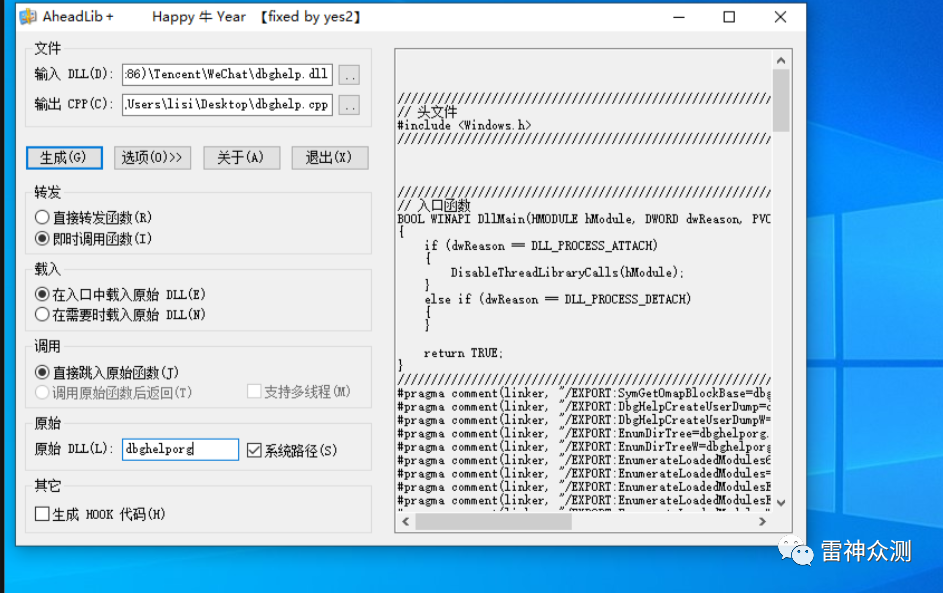 AheadLib+ Happy 牛 Year 【fixed by yes2】
文件
输入 DLL(D): :86)\Tencent\WeChat\dbghelp.dll ..
输出 CPP(C): Users\lisi\Desktop\dbghelp.cpp ..
生成(G) 选项(O)>> 关于(A) 退出(X)
转发
直接转发函数(R)
即时调用函数(I)
载入
在入口中载入原始 DLL(E)
在需要时载入原始 DLL(N)
调用
直接跳入原始函数(J)
调用原始函数后返回(T) 支持多线程(M)
原始
原始 DLL(L): dbghelporg 系统路径(S)
其它
生成 HOOK 代码(H)
////////////////////////////////////////////////////////
// 头文件
#include <Windows.h>
////////////////////////////////////////////////////////
////////////////////////////////////////////////////////
// 入口函数
BOOL WINAPI DllMain(HMODULE hModule, DWORD dwReason, PVC
{
if (dwReason == DLL_PROCESS_ATTACH)
{
DisableThreadLibraryCalls(hModule);
}
else if (dwReason == DLL_PROCESS_DETACH)
{
}
return TRUE;
}
////////////////////////////////////////////////////////
#pragma comment(linker, "/EXPORT:SymGetOmapBlockBase=dbg
#pragma comment(linker, "/EXPORT:DbgHelpCreateUserDump=d
#pragma comment(linker, "/EXPORT:DbgHelpCreateUserDumpW=
#pragma comment(linker, "/EXPORT:EnumDirTree=dbghelporg.
#pragma comment(linker, "/EXPORT:EnumDirTreeW=dbghelporg
#pragma comment(linker, "/EXPORT:EnumerateLoadedModules6
#pragma comment(linker, "/EXPORT:EnumerateLoadedModules=
#pragma comment(linker, "/EXPORT:EnumerateLoadedModulesE
#pragma comment(linker, "/EXPORT:EnumerateLoadedModulesE
雷神众测